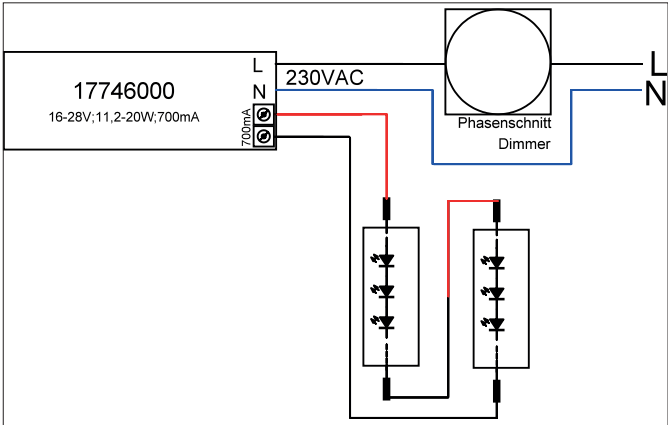 L
230VAC
L
N
N
17746000
16-28V;11,2-20W;700mA
700mA
Phasenschnitt
Dimmer